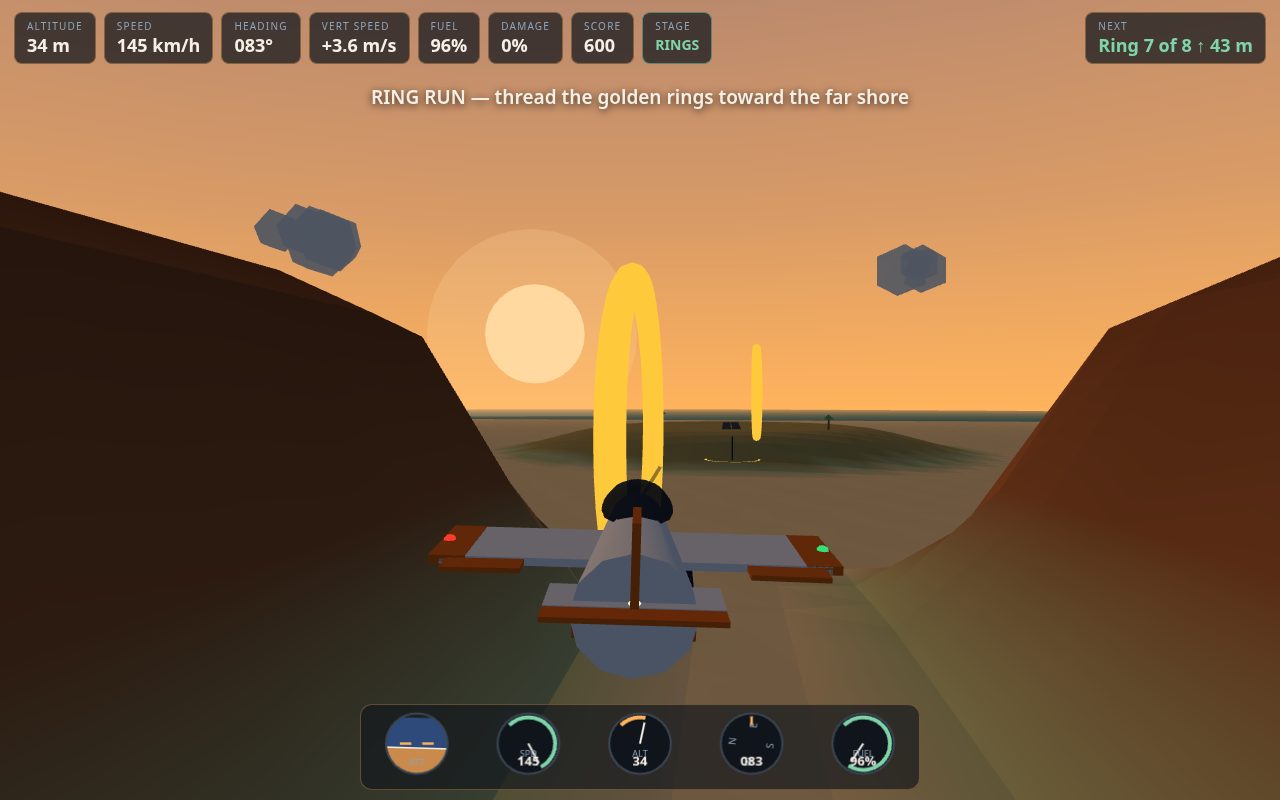 ALTITUDE
34 m
SPEED
145 km/h
HEADING
083°
VERT SPEED
+3.6 m/s
FUEL
96%
DAMAGE
0%
SCORE
600
STAGE
RINGS
NEXT
Ring 7 of 8 ↑ 43 m
RING RUN — thread the golden rings toward the far shore
SPD
145
ALT
34
N
S
083
FUEL
96%